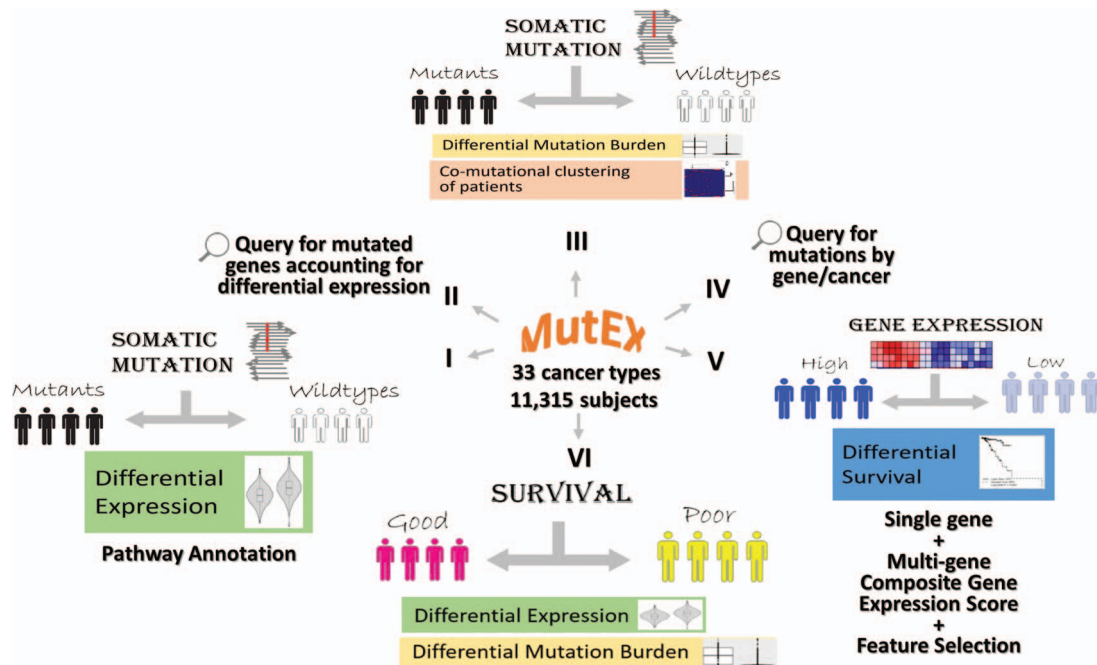 SOMATIC
MUTATION
Mutants
Wildtypes
Differential Mutation Burden
Co-mutational clustering
of patients
Query for mutated
genes accounting for
differential expression
III
Query for
mutations by
gene/cancer
II
IV
MutEx
I
V
33 cancer types
11,315 subjects
SOMATIC
MUTATION
Mutants
Wildtypes
Differential
Expression
Pathway Annotation
GENE EXPRESSION
High
Low
Differential
Survival
Single gene
+
Multi-gene
Composite Gene
Expression Score
+
Feature Selection
VI
SURVIVAL
Good
Poor
Differential Expression
Differential Mutation Burden